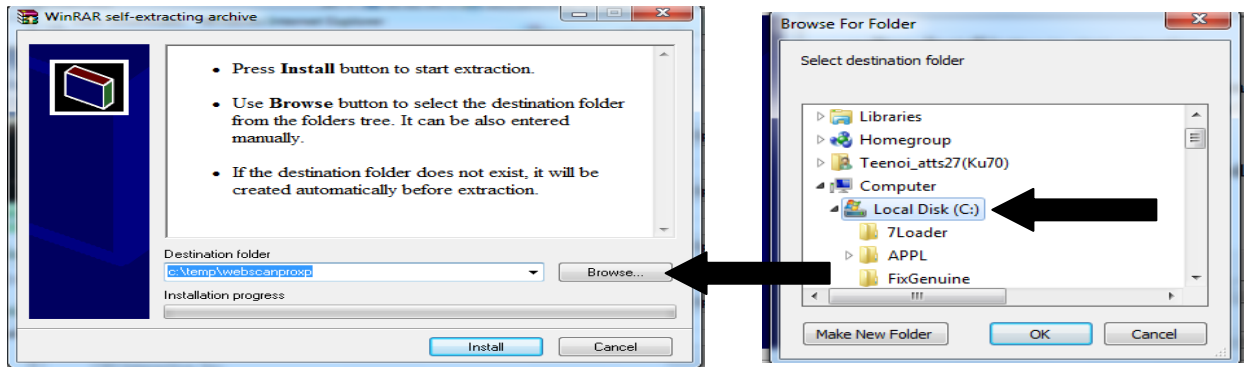 WinRAR self-extracting archive
• Press Install button to start extraction.
• Use Browse button to select the destination folder
from the folders tree. It can be also entered
manually.
• If the destination folder does not exist, it will be
created automatically before extraction.
Destination folder
c:\temp\webscanproxp
Browse...
Installation progress
Install
Cancel
Browse For Folder
Select destination folder
Libraries
Homegroup
Teenoi_atts27(Ku70)
Computer
Local Disk (C:)
7Loader
APPL
FixGenuine
Make New Folder
OK
Cancel